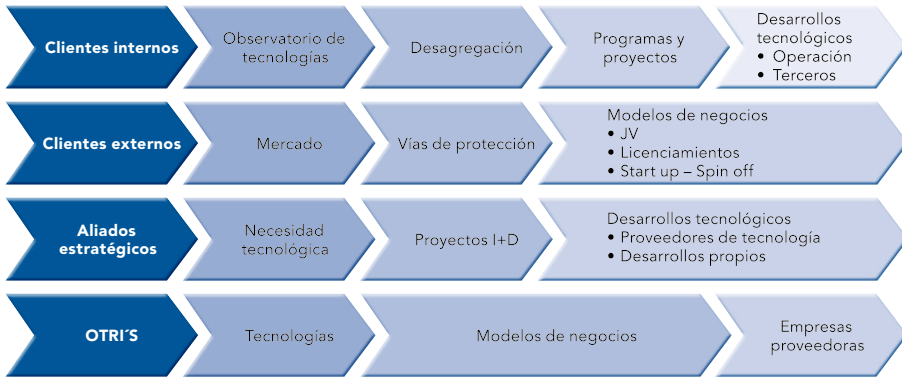 Clientes internos
Observatorio de
tecnologías
Desagregación
Programas y
proyectos
Desarrollos
tecnológicos
• Operación
• Terceros
Clientes externos
Mercado
Vías de protección
Modelos de negocios
• JV
• Licenciamientos
• Start up – Spin off
Aliados
estratégicos
Necesidad
tecnológica
Proyectos I+D
Desarrollos tecnológicos
• Proveedores de tecnología
• Desarrollos propios
OTRI´S
Tecnologías
Modelos de negocios
Empresas
proveedoras